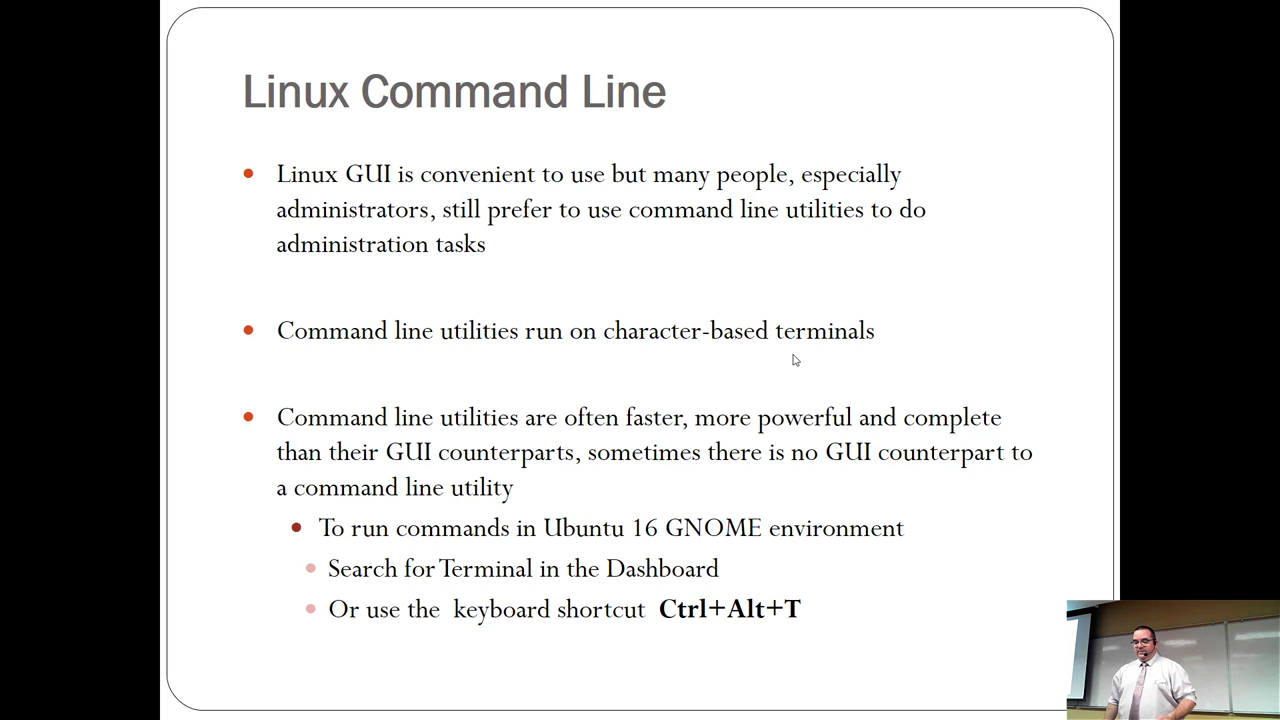 Linux Command Line
Linux GUI is convenient to use but many people, especially
administrators, still prefer to use command line utilities to do
administration tasks
Command line utilities run on character-based terminals
Command line utilities are often faster, more powerful and complete
than their GUI counterparts, sometimes there is no GUI counterpart to
a command line utility
To run commands in Ubuntu 16 GNOME environment
Search for Terminal in the Dashboard
Or use the keyboard shortcut Ctrl+Alt+T